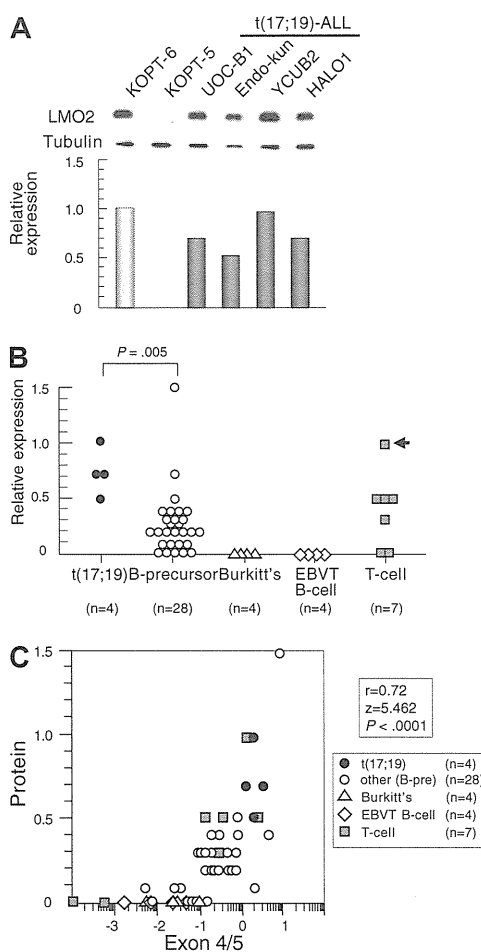 A
t(17;19)-ALL
KOPT-6 KOPT-5 UOC-B1 Endo-kun YCUB2 HALO1
LMO2
Tubulin
Relative expression
1.5
1.0
0.5
0
B
P = .005
Relative expression
1.5
1.0
0.5
0
t(17;19) B-precursor Burkitt's EBVT B-cell T-cell
(n=4) (n=28) (n=4) (n=4) (n=7)
C
Protein
1.5
1.0
0.5
0
-3 -2 -1 0 1
Exon 4/5
r=0.72
z=5.462
P < .0001
t(17;19) (n=4)
other (B-pre) (n=28)
Burkitt's (n=4)
EBVT B-cell (n=4)
T-cell (n=7)